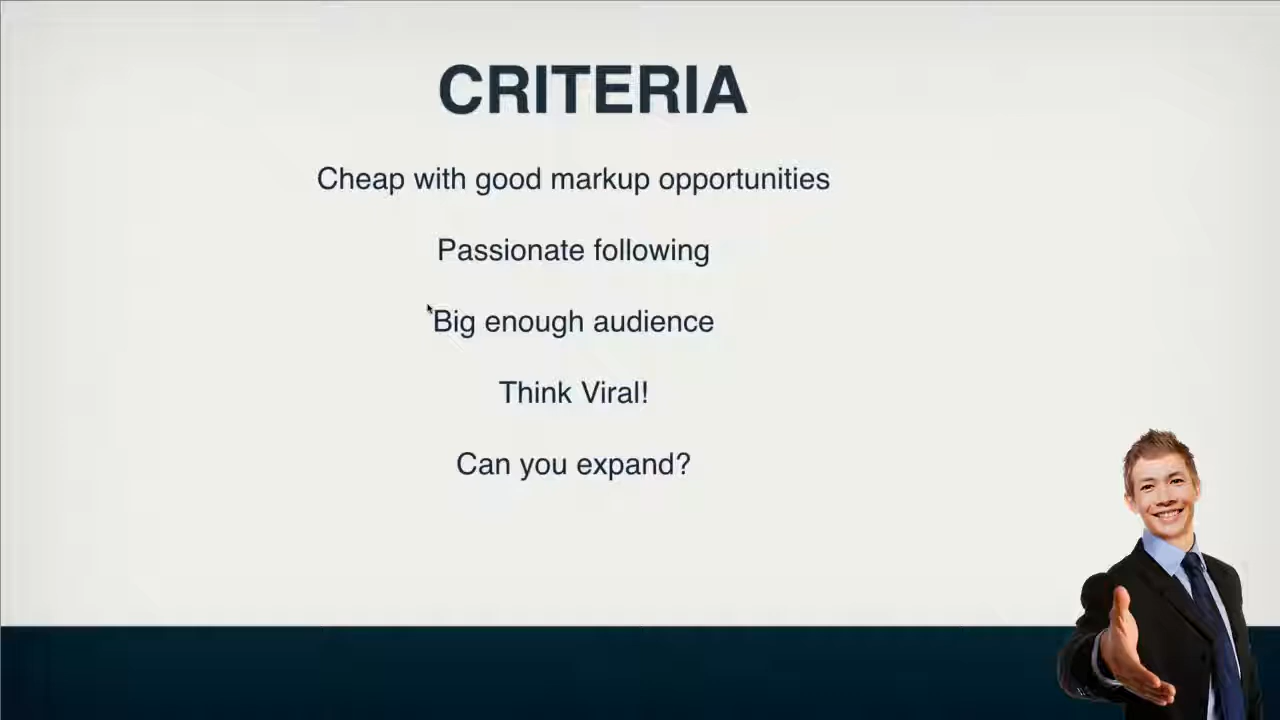 CRITERIA
Cheap with good markup opportunities
Passionate following
Big enough audience
Think Viral!
Can you expand?